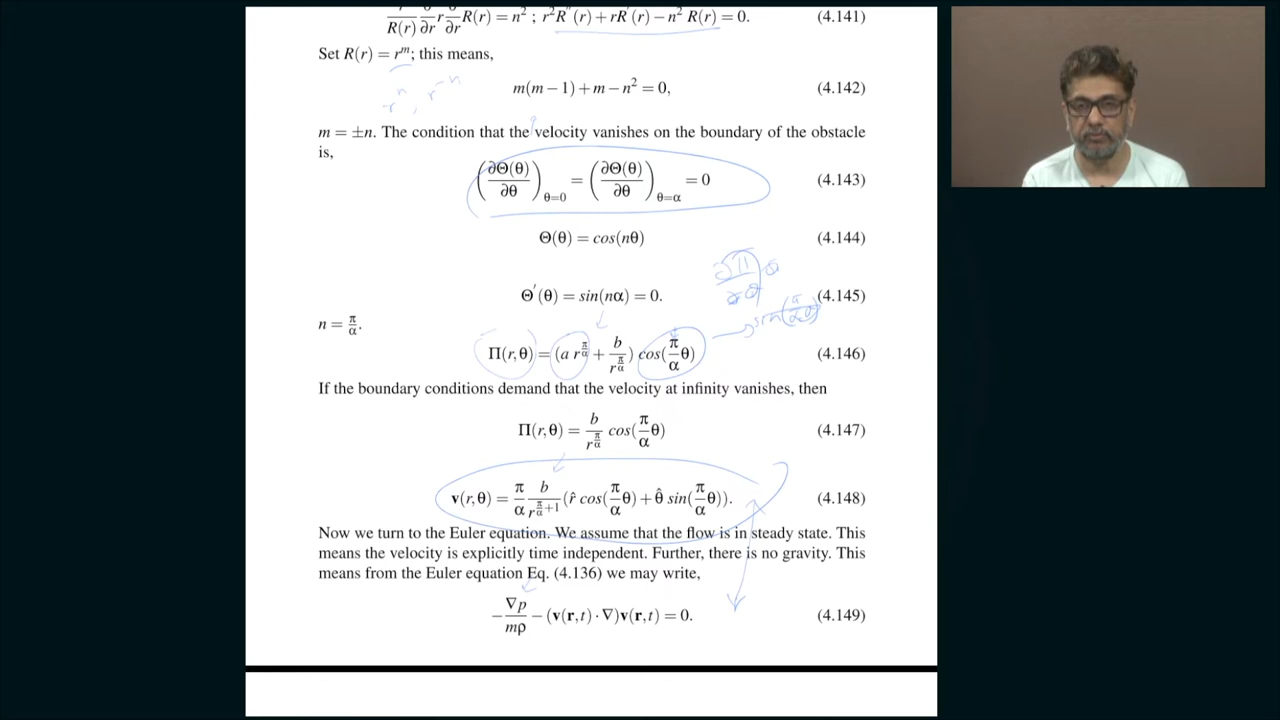 r/R(r) ∂/∂r r ∂/∂r R(r) = n² ; r²R″(r) + rR′(r) − n² R(r) = 0. (4.141)
Set R(r) = rᵐ; this means,
rⁿ , r⁻ⁿ
m(m − 1) + m − n² = 0, (4.142)
m = ±n. The condition that the velocity vanishes on the boundary of the obstacle
is,
(∂Θ(θ)/∂θ)_{θ=0} = (∂Θ(θ)/∂θ)_{θ=α} = 0 (4.143)
Θ(θ) = cos(nθ) (4.144)
Θ′(θ) = sin(nα) = 0. (4.145)
n = π/α.
Π(r,θ) = (a r^{π/α} + b/r^{π/α}) cos(π/α θ) (4.146)
If the boundary conditions demand that the velocity at infinity vanishes, then
Π(r,θ) = b/r^{π/α} cos(π/α θ) (4.147)
v(r,θ) = π/α b/r^{π/α+1} (r̂ cos(π/α θ) + θ̂ sin(π/α θ)). (4.148)
Now we turn to the Euler equation. We assume that the flow is in steady state. This
means the velocity is explicitly time independent. Further, there is no gravity. This
means from the Euler equation Eq. (4.136) we may write,
−∇p/mρ − (v(r,t) · ∇)v(r,t) = 0. (4.149)